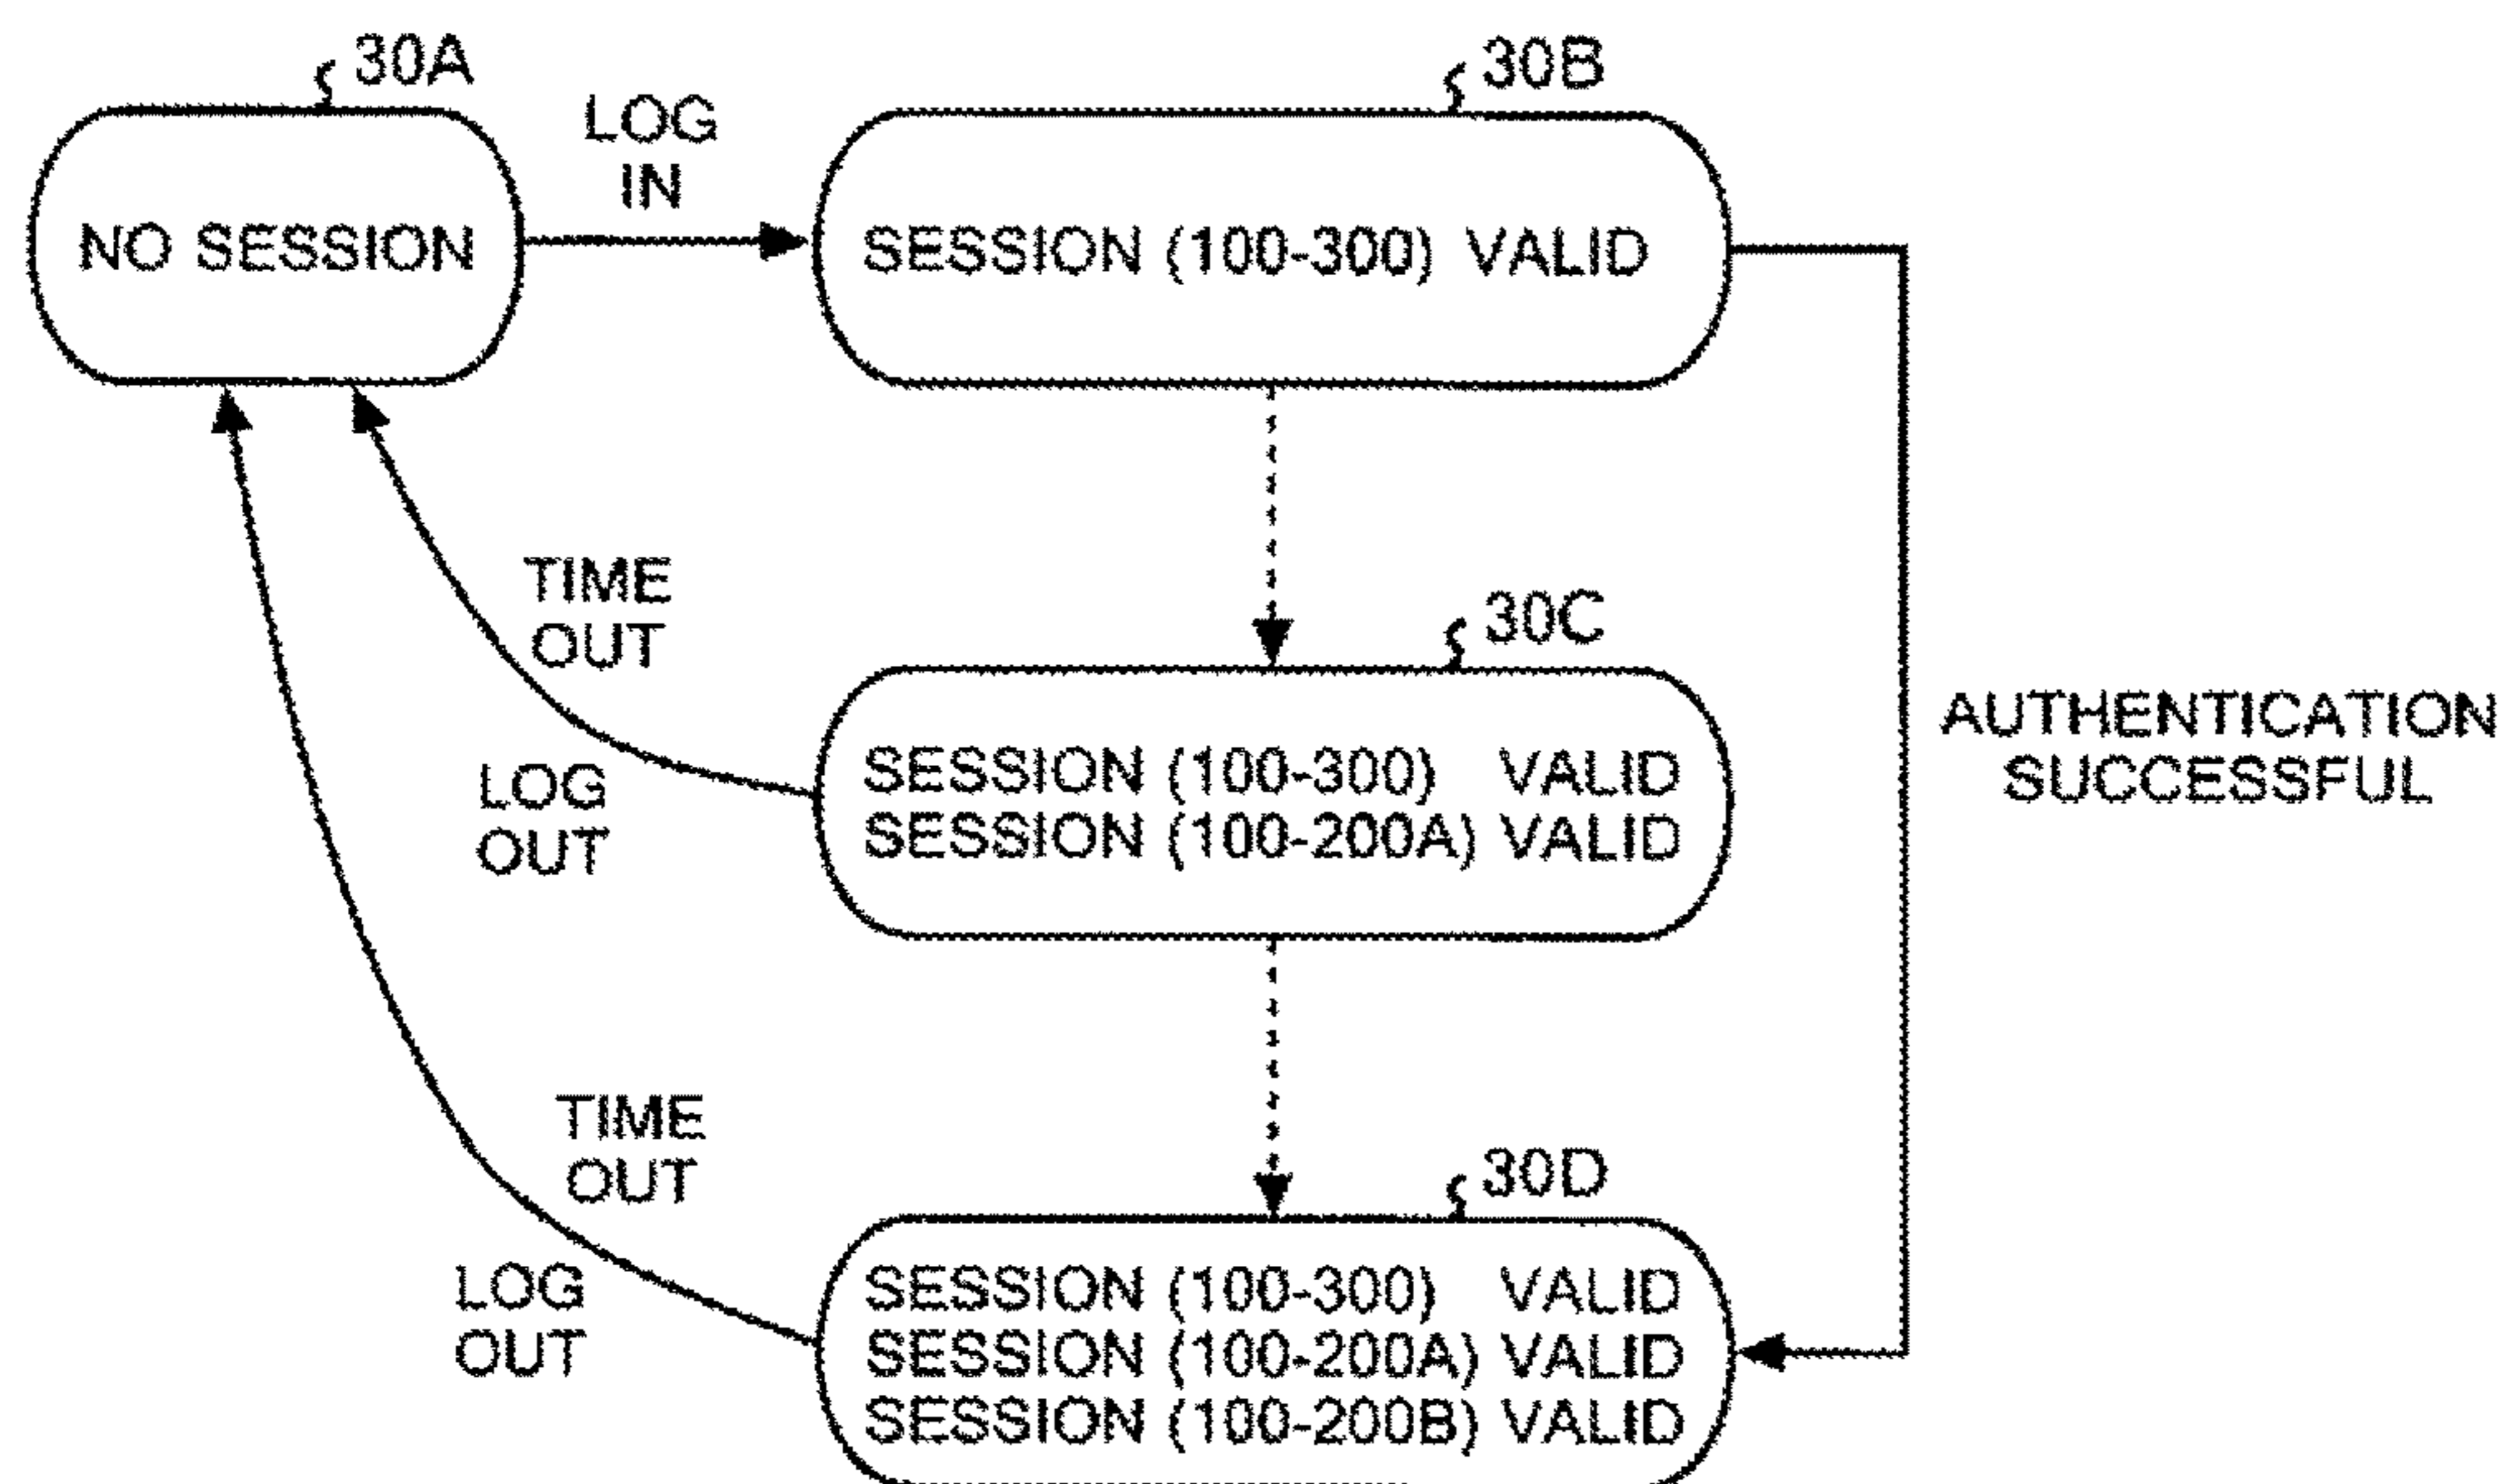 30A
30B
LOG
IN
NO SESSION
SESSION (100-300) VALID
TIME
OUT
30C
LOG
OUT
SESSION (100-300) VALID
SESSION (100-200A) VALID
AUTHENTICATION
SUCCESSFUL
TIME
OUT
30D
LOG
OUT
SESSION (100-300) VALID
SESSION (100-200A) VALID
SESSION (100-200B) VALID